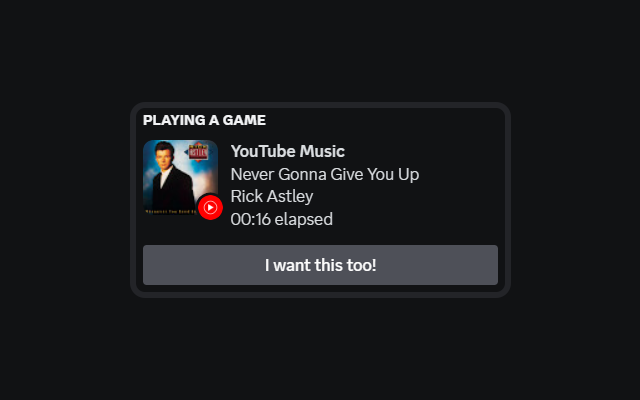 PLAYING A GAME
YouTube Music
Never Gonna Give You Up
Rick Astley
00:16 elapsed
I want this too!